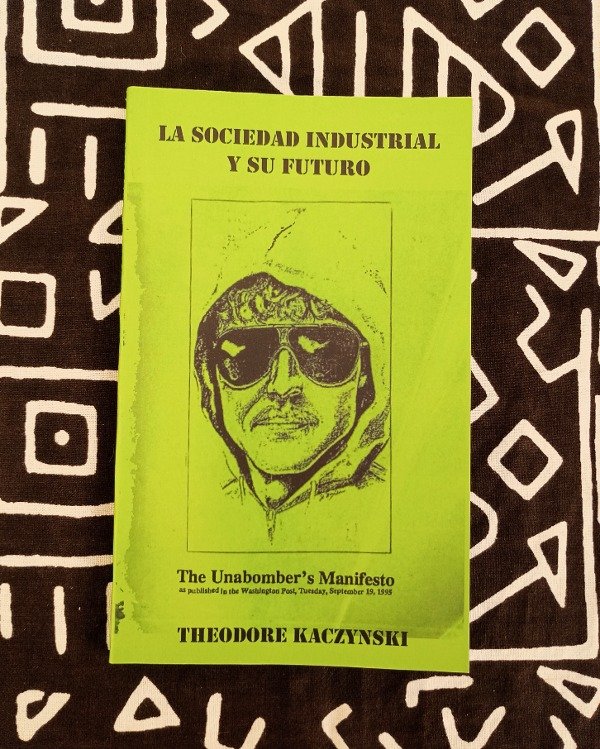 LA SOCIEDAD INDUSTRIAL
Y SU FUTURO
The Unabomber's Manifesto
as published in the Washington Post, Tuesday, September 19, 1995
THEODORE KACZYNSKI